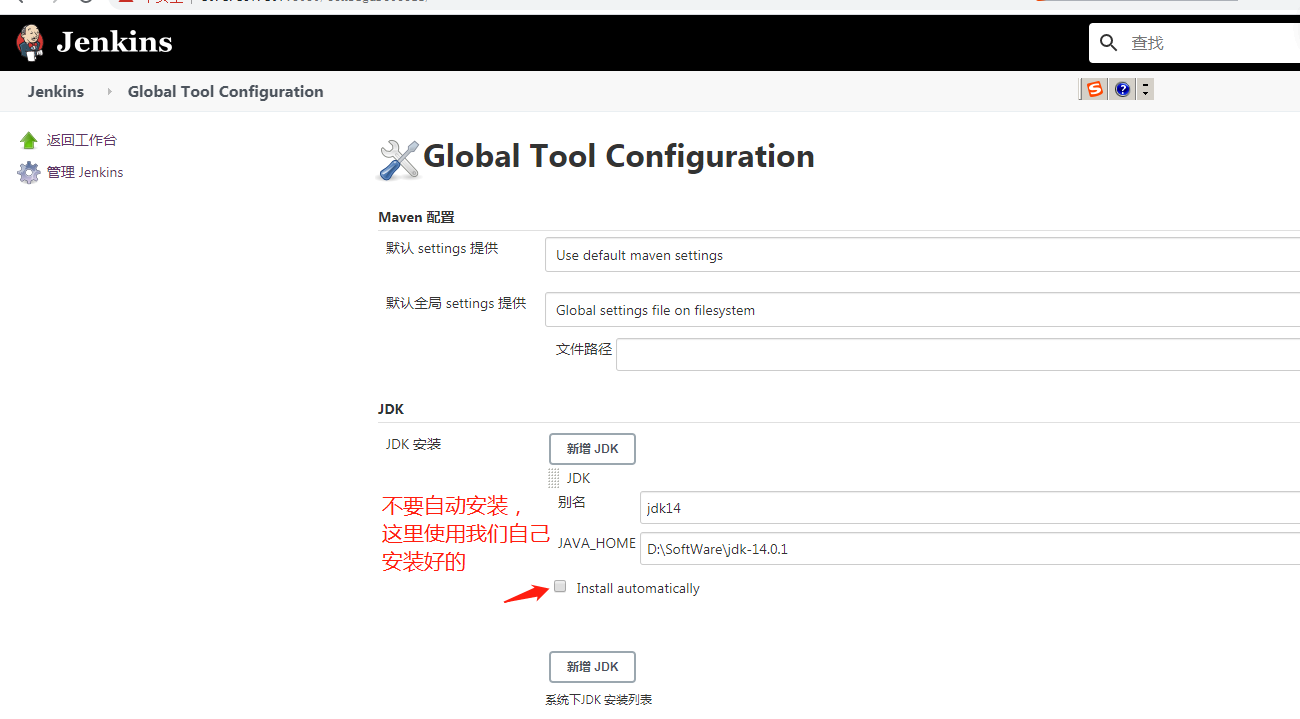 Jenkins
查找
Jenkins
Global Tool Configuration
返回工作台
管理 Jenkins
Global Tool Configuration
Maven 配置
默认 settings 提供
Use default maven settings
默认全局 settings 提供
Global settings file on filesystem
文件路径
JDK
JDK 安装
新增 JDK
JDK
别名
jdk14
JAVA_HOME
D:\SoftWare\jdk-14.0.1
不要自动安装，
这里使用我们自己
安装好的
Install automatically
新增 JDK
系统下JDK 安装列表